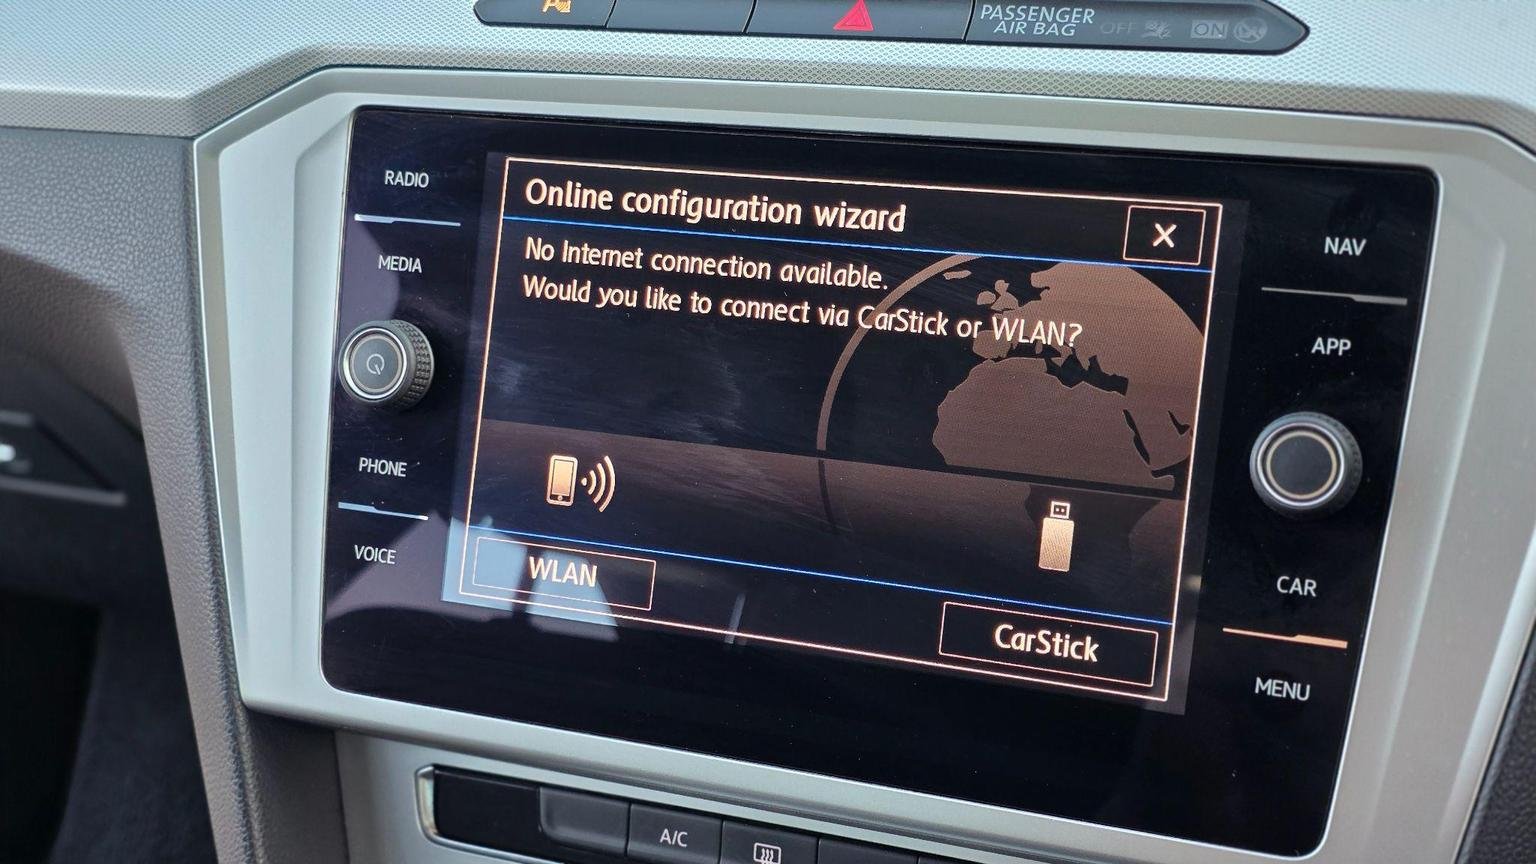 PASSENGER
AIR BAG
OFF
ON
RADIO
MEDIA
PHONE
VOICE
Online configuration wizard
No Internet connection available.
Would you like to connect via CarStick or WLAN?
WLAN
CarStick
NAV
APP
CAR
MENU
A/C